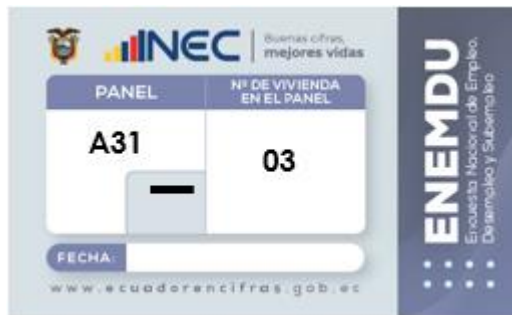 INEC
Buenas cifras,
mejores vidas
PANEL
Nº DE VIVIENDA
EN EL PANEL
A31
03
FECHA:
www.ecuadorencifras.gob.ec
ENEMDU
Encuesta Nacional de Empleo,
Desempleo y Subempleo